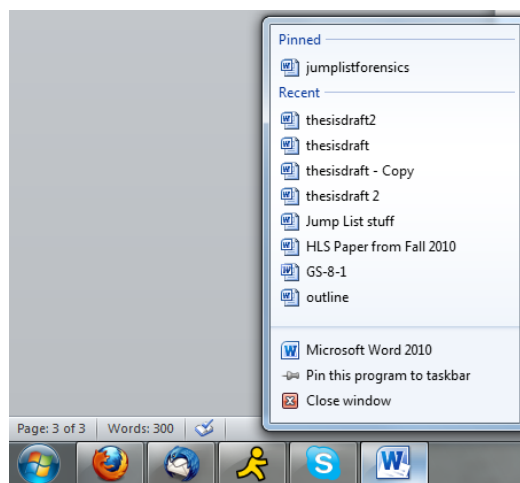 Pinned
jumplistforensics
Recent
thesisdraft2
thesisdraft
thesisdraft - Copy
thesisdraft 2
Jump List stuff
HLS Paper from Fall 2010
GS-8-1
outline
Microsoft Word 2010
Pin this program to taskbar
Close window
Page: 3 of 3 Words: 300